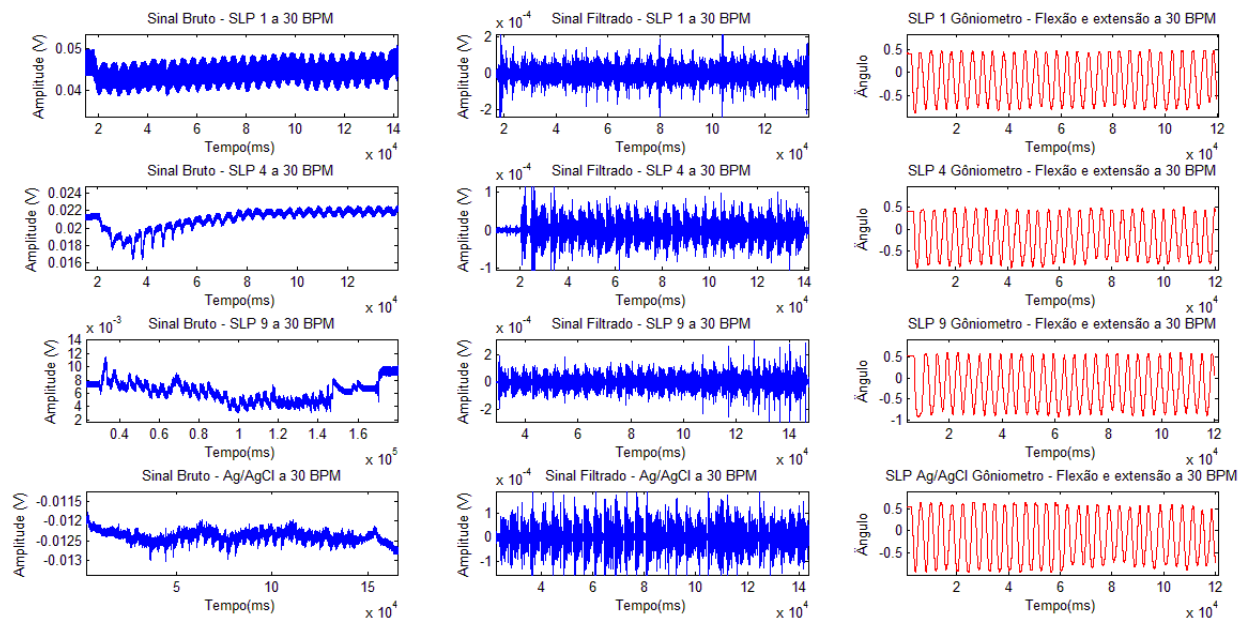 Sinal Bruto - SLP 1 a 30 BPM
Amplitude (V)
0.05
0.04
2 4 6 8 10 12 14
Tempo(ms)
x 10^4
Sinal Filtrado - SLP 1 a 30 BPM
x 10^-4
Amplitude (V)
2
0
-2
2 4 6 8 10 12
Tempo(ms)
x 10^4
SLP 1 Gôniometro - Flexão e extensão a 30 BPM
Ängulo
0.5
0
-0.5
2 4 6 8 10 12
Tempo(ms)
x 10^4
Sinal Bruto - SLP 4 a 30 BPM
Amplitude (V)
0.024
0.022
0.02
0.018
0.016
2 4 6 8 10 12
Tempo(ms)
x 10^4
Sinal Filtrado - SLP 4 a 30 BPM
x 10^-4
Amplitude (V)
1
0
-1
2 4 6 8 10 12 14
Tempo(ms)
x 10^4
SLP 4 Gôniometro - Flexão e extensão a 30 BPM
Ängulo
0.5
0
-0.5
2 4 6 8 10 12
Tempo(ms)
x 10^4
Sinal Bruto - SLP 9 a 30 BPM
x 10^-3
Amplitude (V)
14
12
10
8
6
4
2
0.4 0.6 0.8 1 1.2 1.4 1.6
Tempo(ms)
x 10^5
Sinal Filtrado - SLP 9 a 30 BPM
x 10^-4
Amplitude (V)
2
0
-2
4 6 8 10 12 14
Tempo(ms)
x 10^4
SLP 9 Gôniometro - Flexão e extensão a 30 BPM
Ängulo
0.5
0
-0.5
-1
2 4 6 8 10 12
Tempo(ms)
x 10^4
Sinal Bruto - Ag/AgCl a 30 BPM
Amplitude (V)
-0.0115
-0.012
-0.0125
-0.013
5 10 15
Tempo(ms)
x 10^4
Sinal Filtrado - Ag/AgCl a 30 BPM
x 10^-4
Amplitude (V)
1
0
-1
4 6 8 10 12 14
Tempo(ms)
x 10^4
SLP Ag/AgCl Gôniometro - Flexão e extensão a 30 BPM
Ängulo
0.5
0
-0.5
2 4 6 8 10 12
Tempo(ms)
x 10^4